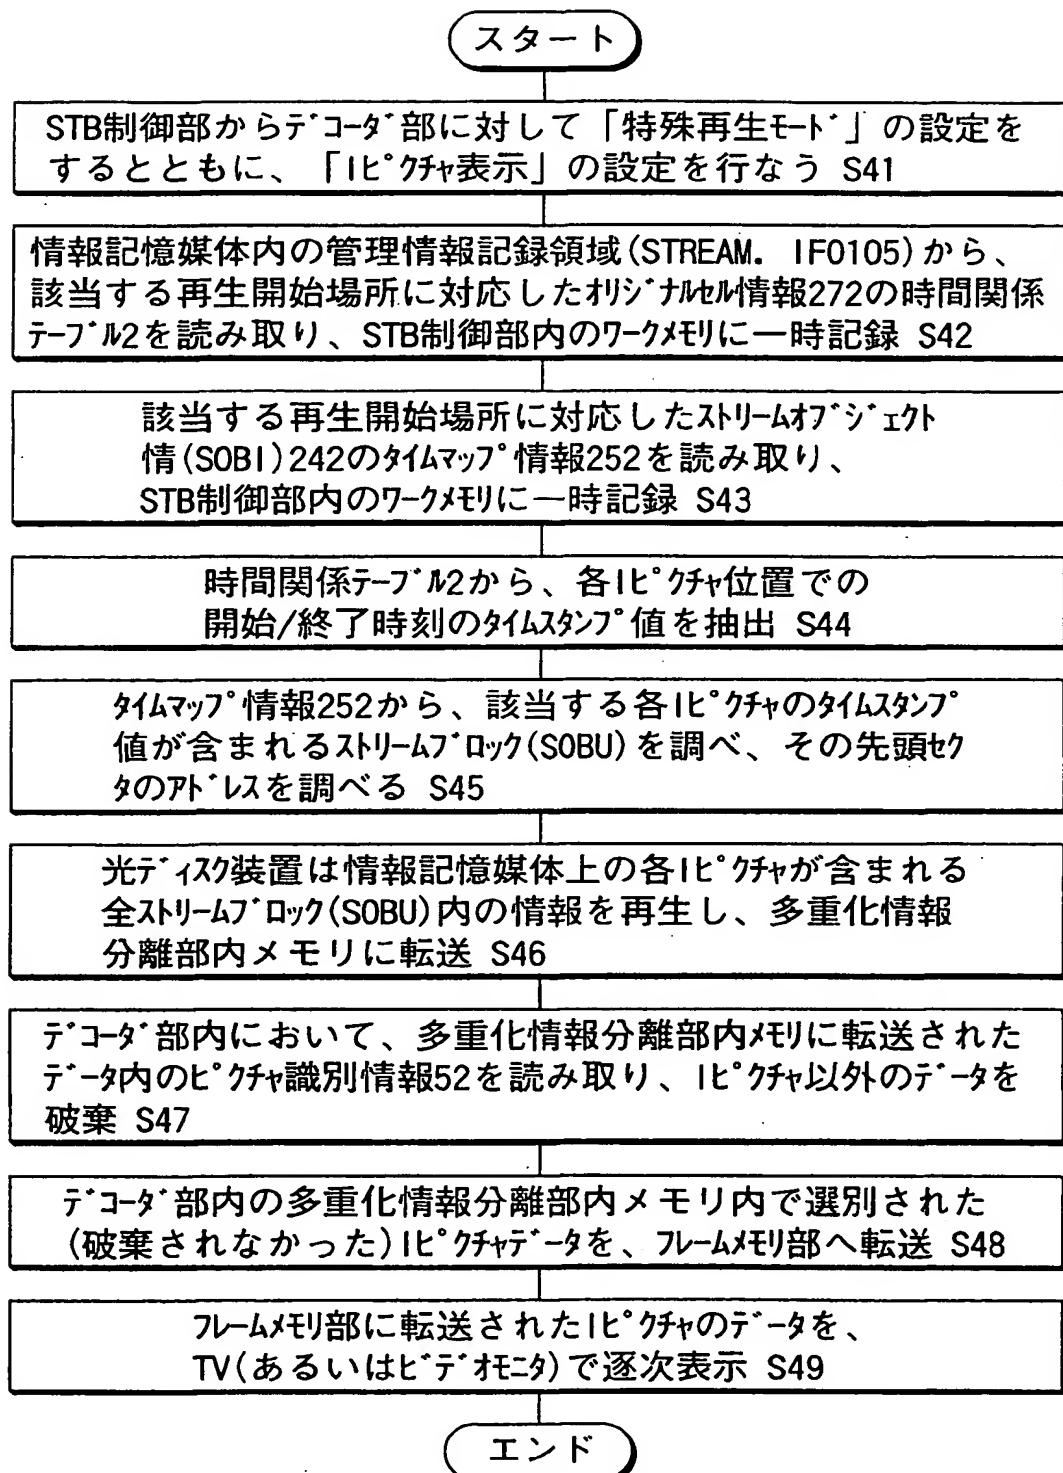 スタート
STB制御部からデコーダ部に対して「特殊再生モード」の設定を
するとともに、「Iピクチャ表示」の設定を行なう S41
情報記憶媒体内の管理情報記録領域(STREAM. IFO105)から、
該当する再生開始場所に対応したオリジナルセル情報272の時間関係
テーブル2を読み取り、STB制御部内のワークメモリに一時記録 S42
該当する再生開始場所に対応したストリームオブジェクト
情(SOBI)242のタイムマップ情報252を読み取り、
STB制御部内のワークメモリに一時記録 S43
時間関係テーブル2から、各Iピクチャ位置での
開始/終了時刻のタイムスタンプ値を抽出 S44
タイムマップ情報252から、該当する各Iピクチャのタイムスタンプ
値が含まれるストリームブロック(SOBU)を調べ、その先頭セク
タのアドレスを調べる S45
光ディスク装置は情報記憶媒体上の各Iピクチャが含まれる
全ストリームブロック(SOBU)内の情報を再生し、多重化情報
分離部内メモリに転送 S46
デコーダ部内において、多重化情報分離部内メモリに転送された
データ内のピクチャ識別情報52を読み取り、Iピクチャ以外のデータを
破棄 S47
デコーダ部内の多重化情報分離部内メモリ内で選別された
(破棄されなかった)Iピクチャデータを、フレームメモリ部へ転送 S48
フレームメモリ部に転送されたIピクチャのデータを、
TV(あるいはビデオモニタ)で逐次表示 S49
エンド